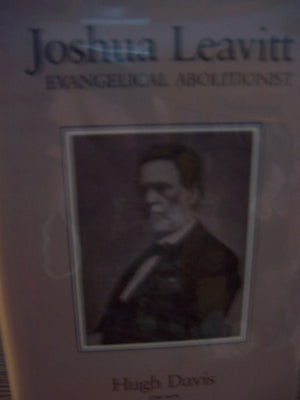 Joshua Leavitt
EVANGELICAL ABOLITIONIST
Hugh Davis